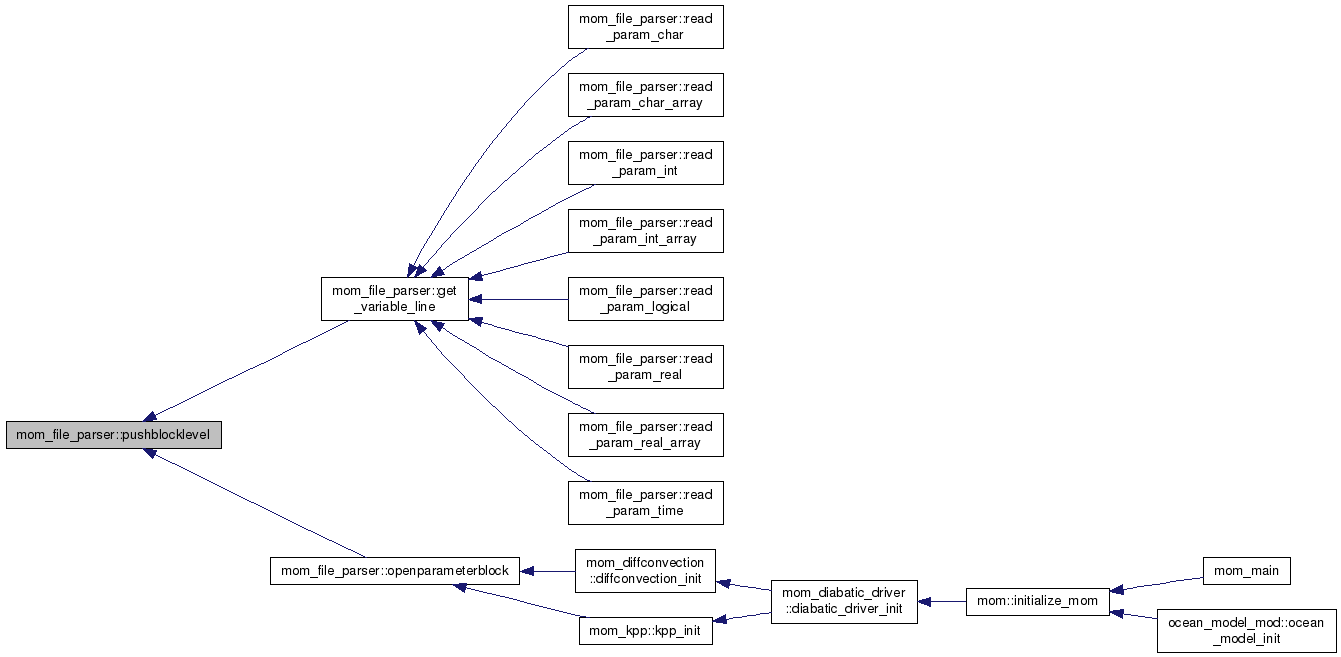 mom_file_parser::read
_param_char
mom_file_parser::read
_param_char_array
mom_file_parser::read
_param_int
mom_file_parser::read
_param_int_array
mom_file_parser::get
_variable_line
mom_file_parser::read
_param_logical
mom_file_parser::read
_param_real
mom_file_parser::pushblocklevel
mom_file_parser::read
_param_real_array
mom_file_parser::read
_param_time
mom_file_parser::openparameterblock
mom_diffconvection
::diffconvection_init
mom_kpp::kpp_init
mom_diabatic_driver
::diabatic_driver_init
mom::initialize_mom
mom_main
ocean_model_mod::ocean
_model_init